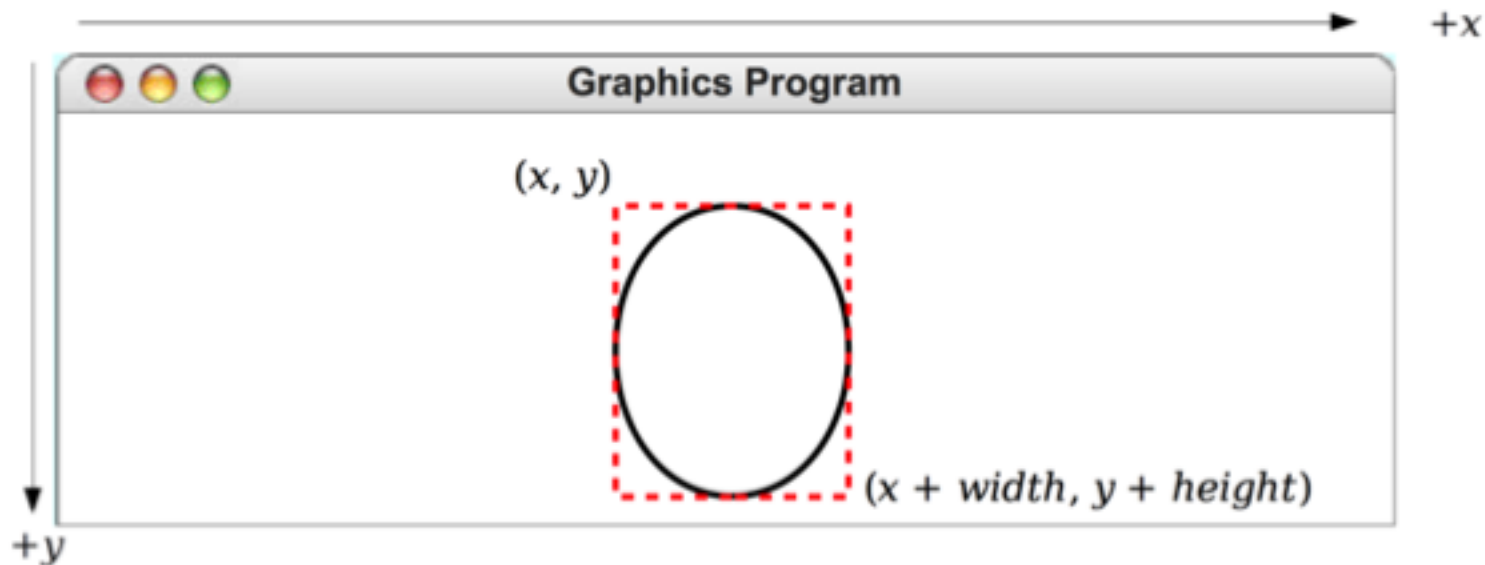 +x
Graphics Program
(x, y)
(x + width, y + height)
+y